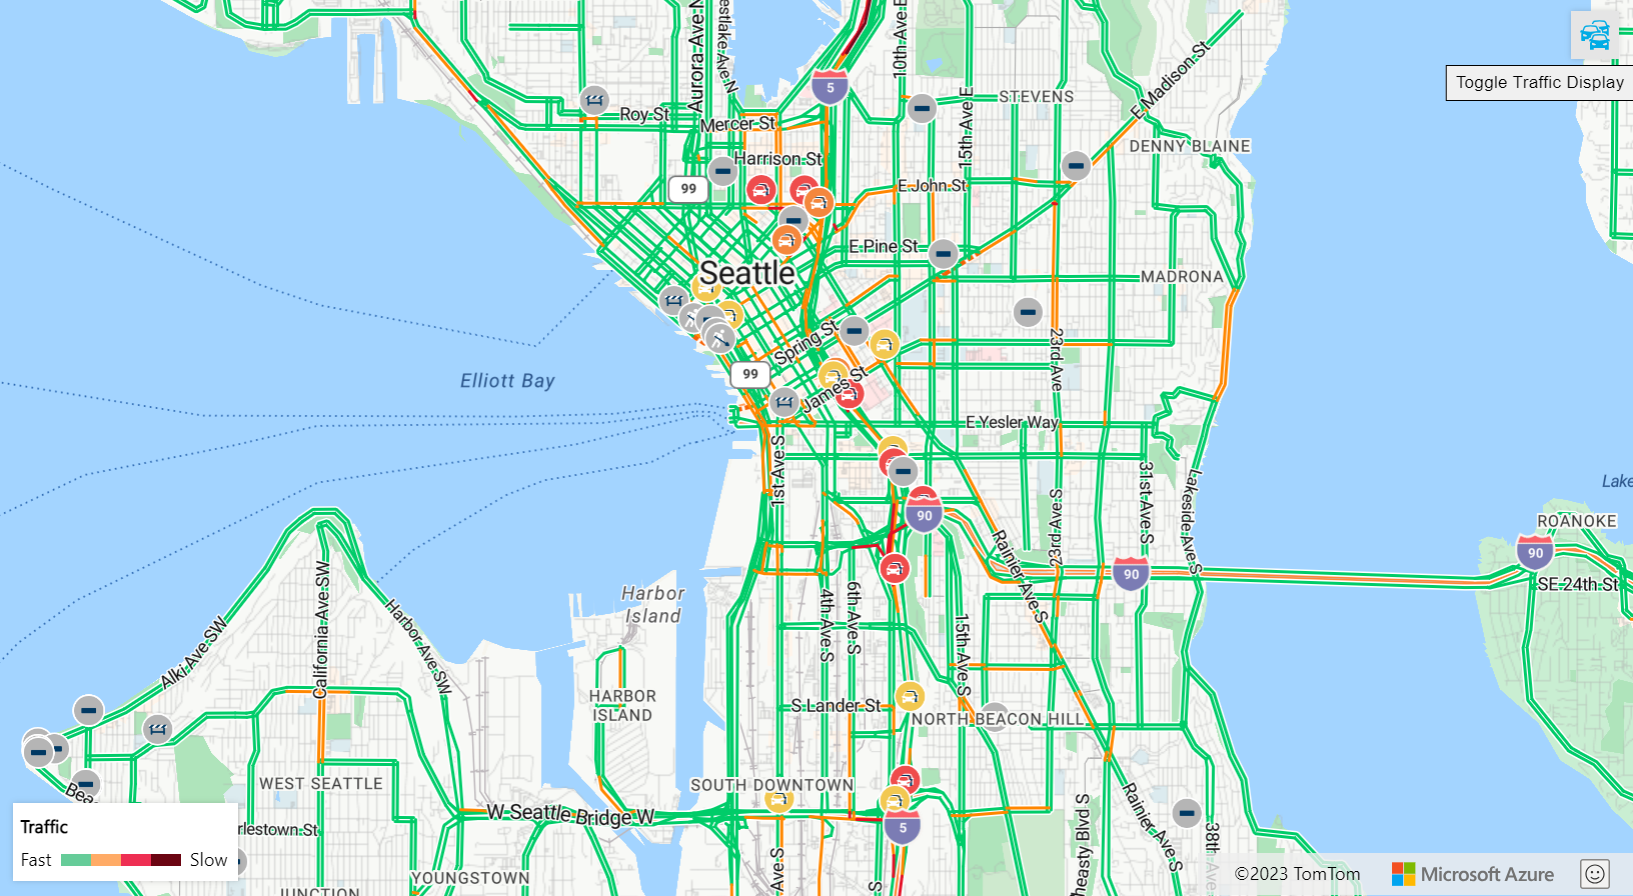 Toggle Traffic Display
Aurora Ave N
estlake Ave N
10th Ave E
5
E Madison St
STEVENS
Roy St
Mercer St
15th Ave E
DENNY BLAINE
Harrison St
99
E John St
E Pine St
Seattle
MADRONA
Spring St
23rd Ave
99
James St
Elliott Bay
E Yesler Way
1st Ave S
31st Ave S
Lakeside Ave S
Lake
23rd Ave S
90
ROANOKE
Rainier Ave S
90
90
SE 24th St
Harbor
Island
California Ave SW
Harbor Ave SW
Alki Ave SW
4th Ave S
6th Ave S
15th Ave S
HARBOR
ISLAND
S Lander St
NORTH BEACON HILL
WEST SEATTLE
SOUTH DOWNTOWN
Bea
W Seattle Bridge W
5
Rainier Ave S
38th
heasty Blvd S
Ave S
S
rlestown St
YOUNGSTOWN
JUNCTION
Traffic
Fast
Slow
©2023 TomTom
Microsoft Azure